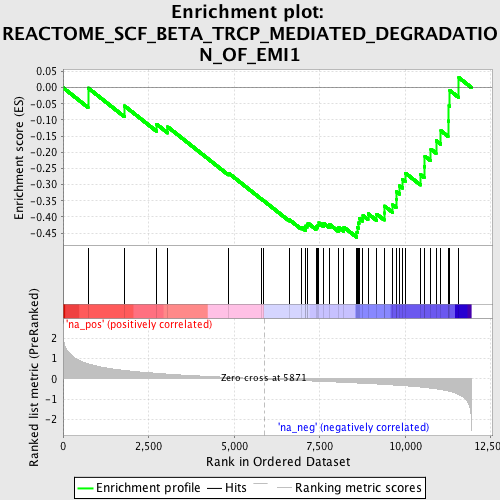 Enrichment plot:
REACTOME_SCF_BETA_TRCP_MEDIATED_DEGRADATIO
N_OF_EMI1
Enrichment score (ES)
0.05
0.00
-0.05
-0.10
-0.15
-0.20
-0.25
-0.30
-0.35
-0.40
-0.45
'na_pos' (positively correlated)
Ranked list metric (PreRanked)
2
1
0
-1
-2
Zero cross at 5871
'na_neg' (negatively correlated)
0
2,500
5,000
7,500
10,000
12,500
Rank in Ordered Dataset
Enrichment profile
Hits
Ranking metric scores